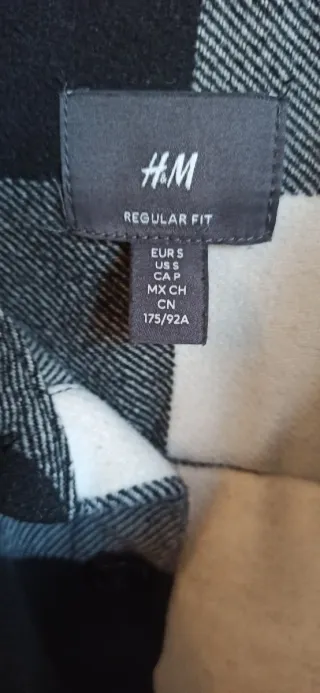 H&M
REGULAR FIT
EUR S
US S
CA P
MX CH
CN
175/92A